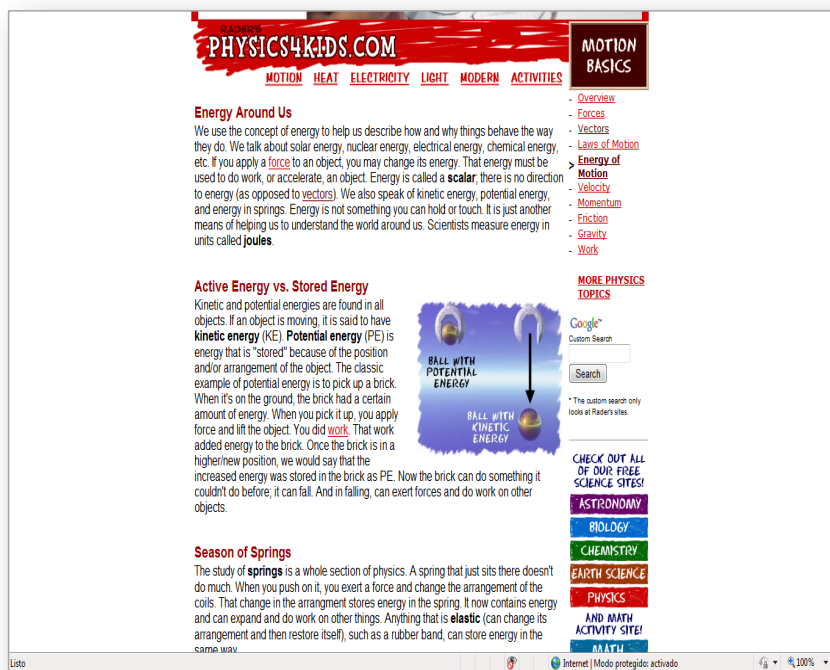 RADER'S
PHYSICS4KIDS.COM
MOTION HEAT ELECTRICITY LIGHT MODERN ACTIVITIES
Energy Around Us
We use the concept of energy to help us describe how and why things behave the way
they do. We talk about solar energy, nuclear energy, electrical energy, chemical energy,
etc. If you apply a force to an object, you may change its energy. That energy must be
used to do work, or accelerate, an object. Energy is called a scalar; there is no direction
to energy (as opposed to vectors). We also speak of kinetic energy, potential energy,
and energy in springs. Energy is not something you can hold or touch. It is just another
means of helping us to understand the world around us. Scientists measure energy in
units called joules.
Active Energy vs. Stored Energy
Kinetic and potential energies are found in all
objects. If an object is moving, it is said to have
kinetic energy (KE). Potential energy (PE) is
energy that is "stored" because of the position
and/or arrangement of the object. The classic
example of potential energy is to pick up a brick.
When it's on the ground, the brick had a certain
amount of energy. When you pick it up, you apply
force and lift the object. You did work. That work
added energy to the brick. Once the brick is in a
higher/new position, we would say that the
increased energy was stored in the brick as PE. Now the brick can do something it
couldn't do before; it can fall. And in falling, can exert forces and do work on other
objects.
BALL WITH
POTENTIAL
ENERGY
BALL WITH
KINETIC
ENERGY
Season of Springs
The study of springs is a whole section of physics. A spring that just sits there doesn't
do much. When you push on it, you exert a force and change the arrangement of the
coils. That change in the arrangment stores energy in the spring. It now contains energy
and can expand and do work on other things. Anything that is elastic (can change its
arrangement and then restore itself), such as a rubber band, can store energy in the
same way.
MOTION
BASICS
- Overview
- Forces
- Vectors
- Laws of Motion
> Energy of
Motion
- Velocity
- Momentum
- Friction
- Gravity
- Work
MORE PHYSICS
TOPICS
Google™
Custom Search
Search
* The custom search only
looks at Rader's sites.
CHECK OUT ALL
OF OUR FREE
SCIENCE SITES!
ASTRONOMY
BIOLOGY
CHEMISTRY
EARTH SCIENCE
PHYSICS
AND MATH
ACTIVITY SITE!
MATH
Listo
Internet | Modo protegido: activado
100%